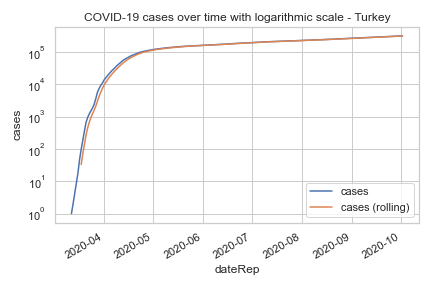 COVID-19 cases over time with logarithmic scale - Turkey
cases
10⁵
10⁴
10³
10²
10¹
10⁰
cases
cases (rolling)
2020-04
2020-05
2020-06
2020-07
2020-08
2020-09
2020-10
dateRep